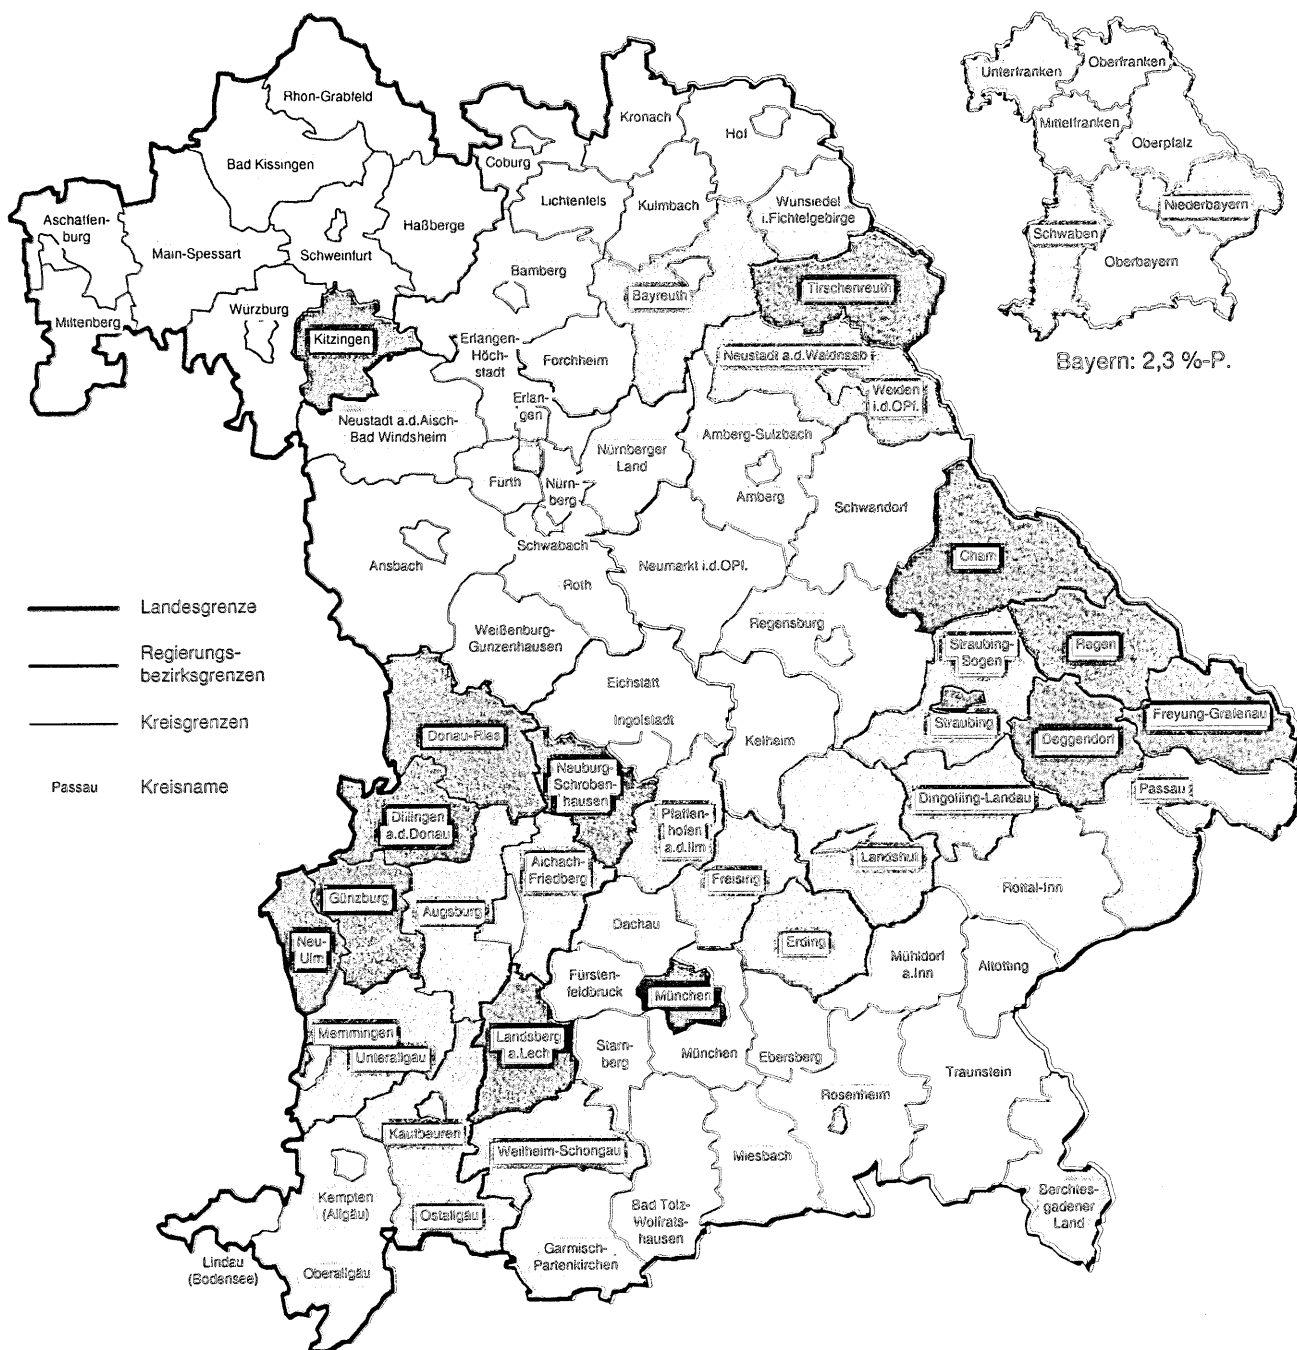 Unterfranken
Oberfranken
Mittelfranken
Oberpfalz
Niederbayern
Schwaben
Oberbayern
Bayern: 2,3 %-P.
Rhon-Grabfeld
Kronach
Hof
Coburg
Bad Kissingen
Lichtenfels
Kulmbach
Wunsiedel
i.Fichtelgebirge
Aschaffen-
burg
Haßberge
Main-Spessart
Schweinfurt
Bamberg
Bayreuth
Tirschenreuth
Miltenberg
Würzburg
Kitzingen
Erlangen-
Höch-
stadt
Forchheim
Neustadt a.d.Waldnaab
Weiden
i.d.OPf.
Erlan-
gen
Neustadt a.d.Aisch-
Bad Windsheim
Nürnberger
Land
Amberg-Sulzbach
Fürth
Nürn-
berg
Amberg
Schwandorf
Schwabach
Cham
Ansbach
Roth
Neumarkt i.d.OPf.
Landesgrenze
Regierungs-
bezirksgrenzen
Kreisgrenzen
Passau
Kreisname
Weißenburg-
Gunzenhausen
Regensburg
Straubing-
Bogen
Regen
Eichstatt
Ingolstadt
Straubing
Freyung-Grafenau
Donau-Ries
Kelheim
Deggendorf
Neuburg-
Schroben-
hausen
Dingolfing-Landau
Passau
Dillingen
a.d.Donau
Pfaffen-
hofen
a.d.Ilm
Aichach-
Friedberg
Freising
Landshut
Rottal-Inn
Günzburg
Augsburg
Dachau
Erding
Neu-
Ulm
Mühldorf
a.Inn
Altötting
Fürsten-
feldbruck
München
Memmingen
Unterallgäu
Landsberg
a.Lech
Starn-
berg
München
Ebersberg
Traunstein
Rosenheim
Kaufbeuren
Weilheim-Schongau
Miesbach
Kempten
(Allgäu)
Ostallgäu
Bad Tölz-
Wolfrats-
hausen
Berchtes-
gadener
Land
Lindau
(Bodensee)
Oberallgäu
Garmisch-
Partenkirchen